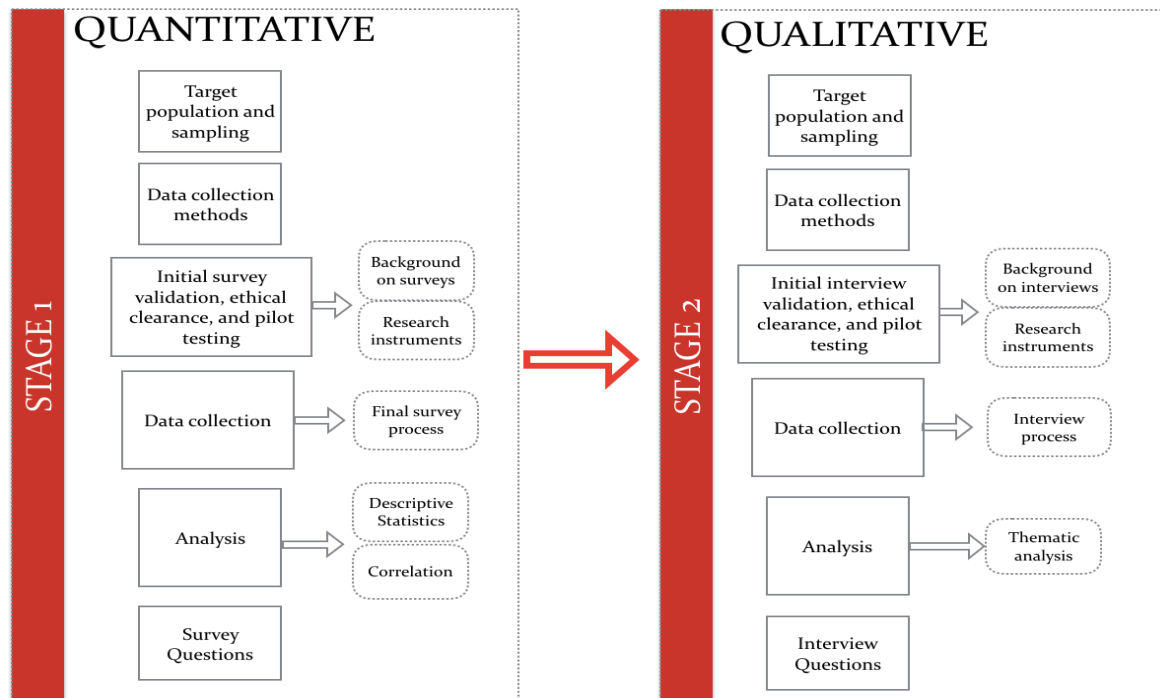 STAGE 1
QUANTITATIVE
Target
population and
sampling
Data collection
methods
Initial survey
validation, ethical
clearance, and pilot
testing
Background
on surveys
Research
instruments
Data collection
Final survey
process
Analysis
Descriptive
Statistics
Correlation
Survey
Questions
STAGE 2
QUALITATIVE
Target
population and
sampling
Data collection
methods
Initial interview
validation, ethical
clearance, and pilot
testing
Background
on interviews
Research
instruments
Data collection
Interview
process
Analysis
Thematic
analysis
Interview
Questions